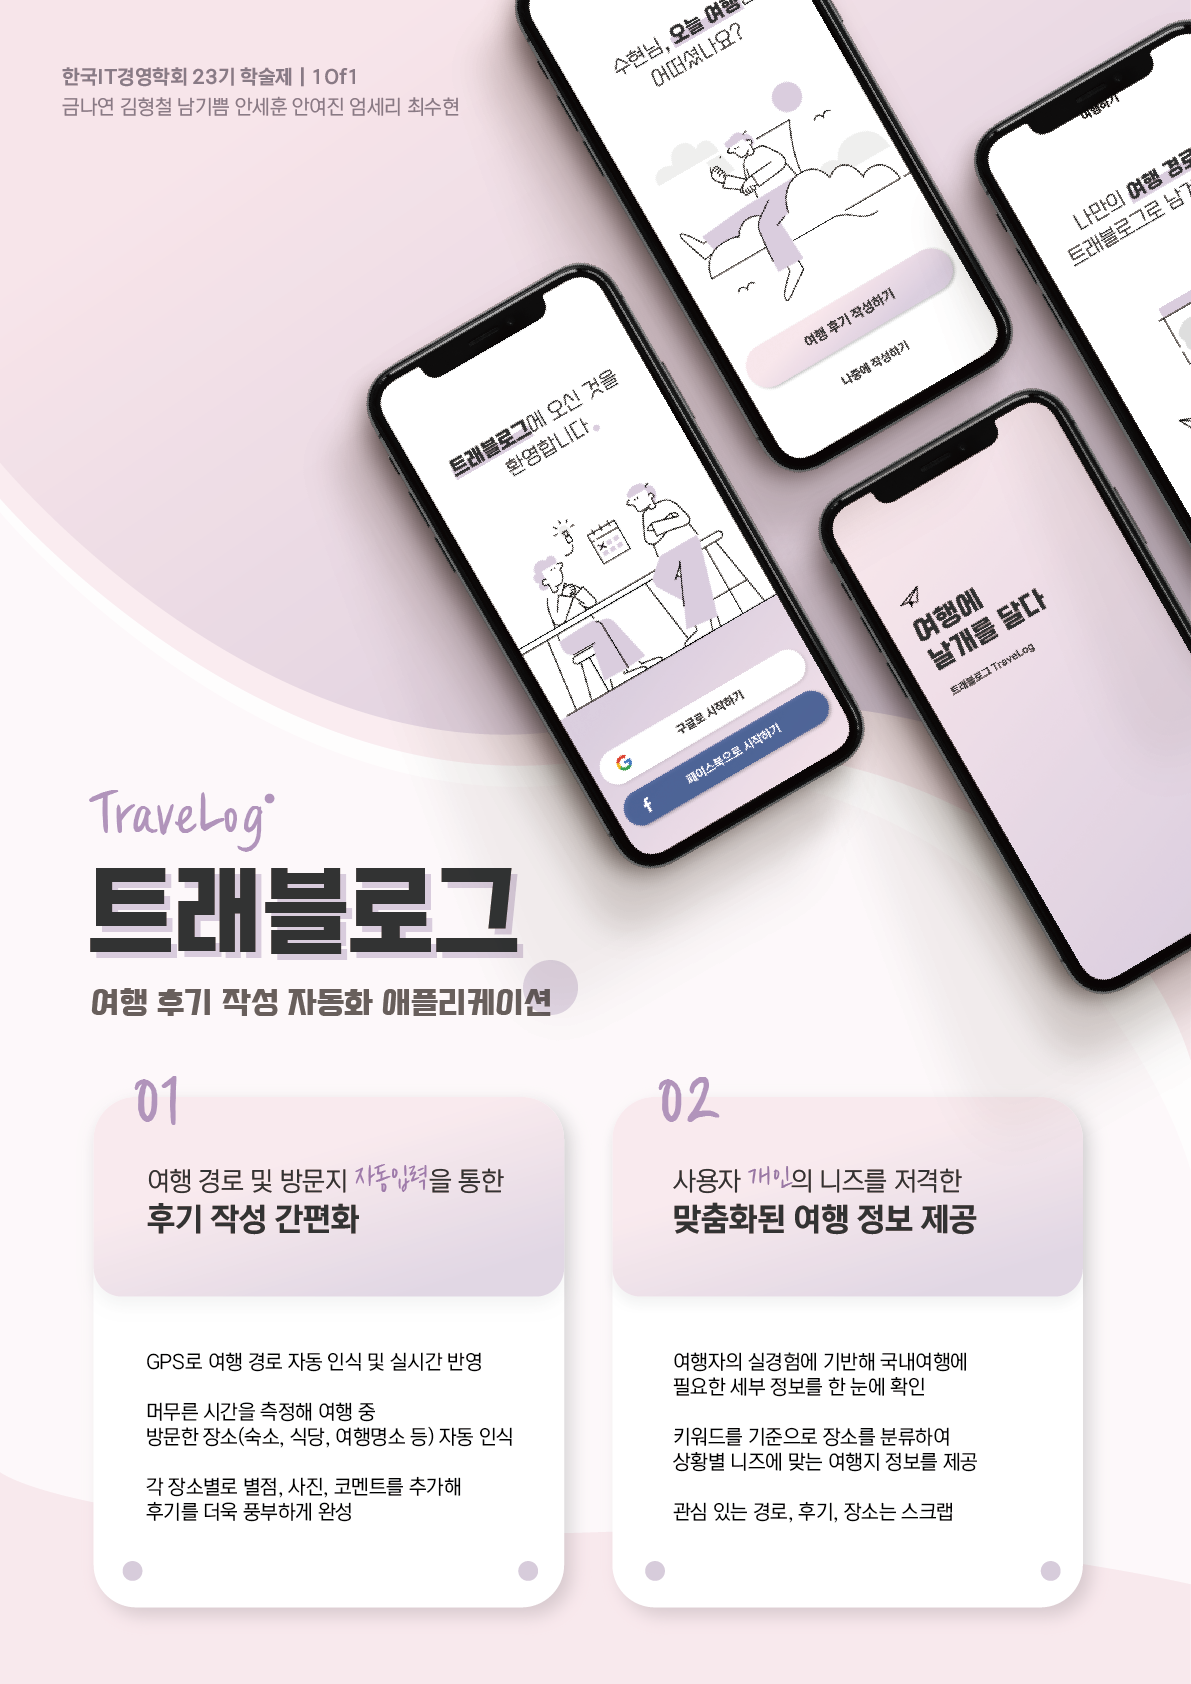 한국IT경영학회 23기 학술제 | 1Of1
금나연 김형철 남기쁨 안세훈 안여진 엄세리 최수현
수현님, 오늘 여행은
어떠셨나요?
여행 후기 작성하기
나중에 작성하기
여행하기
나만의 여행 경로
트래블로그로 남겨
트래블로그에 오신 것을
환영합니다
구글로 시작하기
페이스북으로 시작하기
여행에
날개를 달다
트래블로그 TraveLog
TraveLog
트래블로그
여행 후기 작성 자동화 애플리케이션
01
여행 경로 및 방문지 자동입력을 통한
후기 작성 간편화
GPS로 여행 경로 자동 인식 및 실시간 반영
머무른 시간을 측정해 여행 중
방문한 장소(숙소, 식당, 여행명소 등) 자동 인식
각 장소별로 별점, 사진, 코멘트를 추가해
후기를 더욱 풍부하게 완성
02
사용자 개인의 니즈를 저격한
맞춤화된 여행 정보 제공
여행자의 실경험에 기반해 국내여행에
필요한 세부 정보를 한 눈에 확인
키워드를 기준으로 장소를 분류하여
상황별 니즈에 맞는 여행지 정보를 제공
관심 있는 경로, 후기, 장소는 스크랩